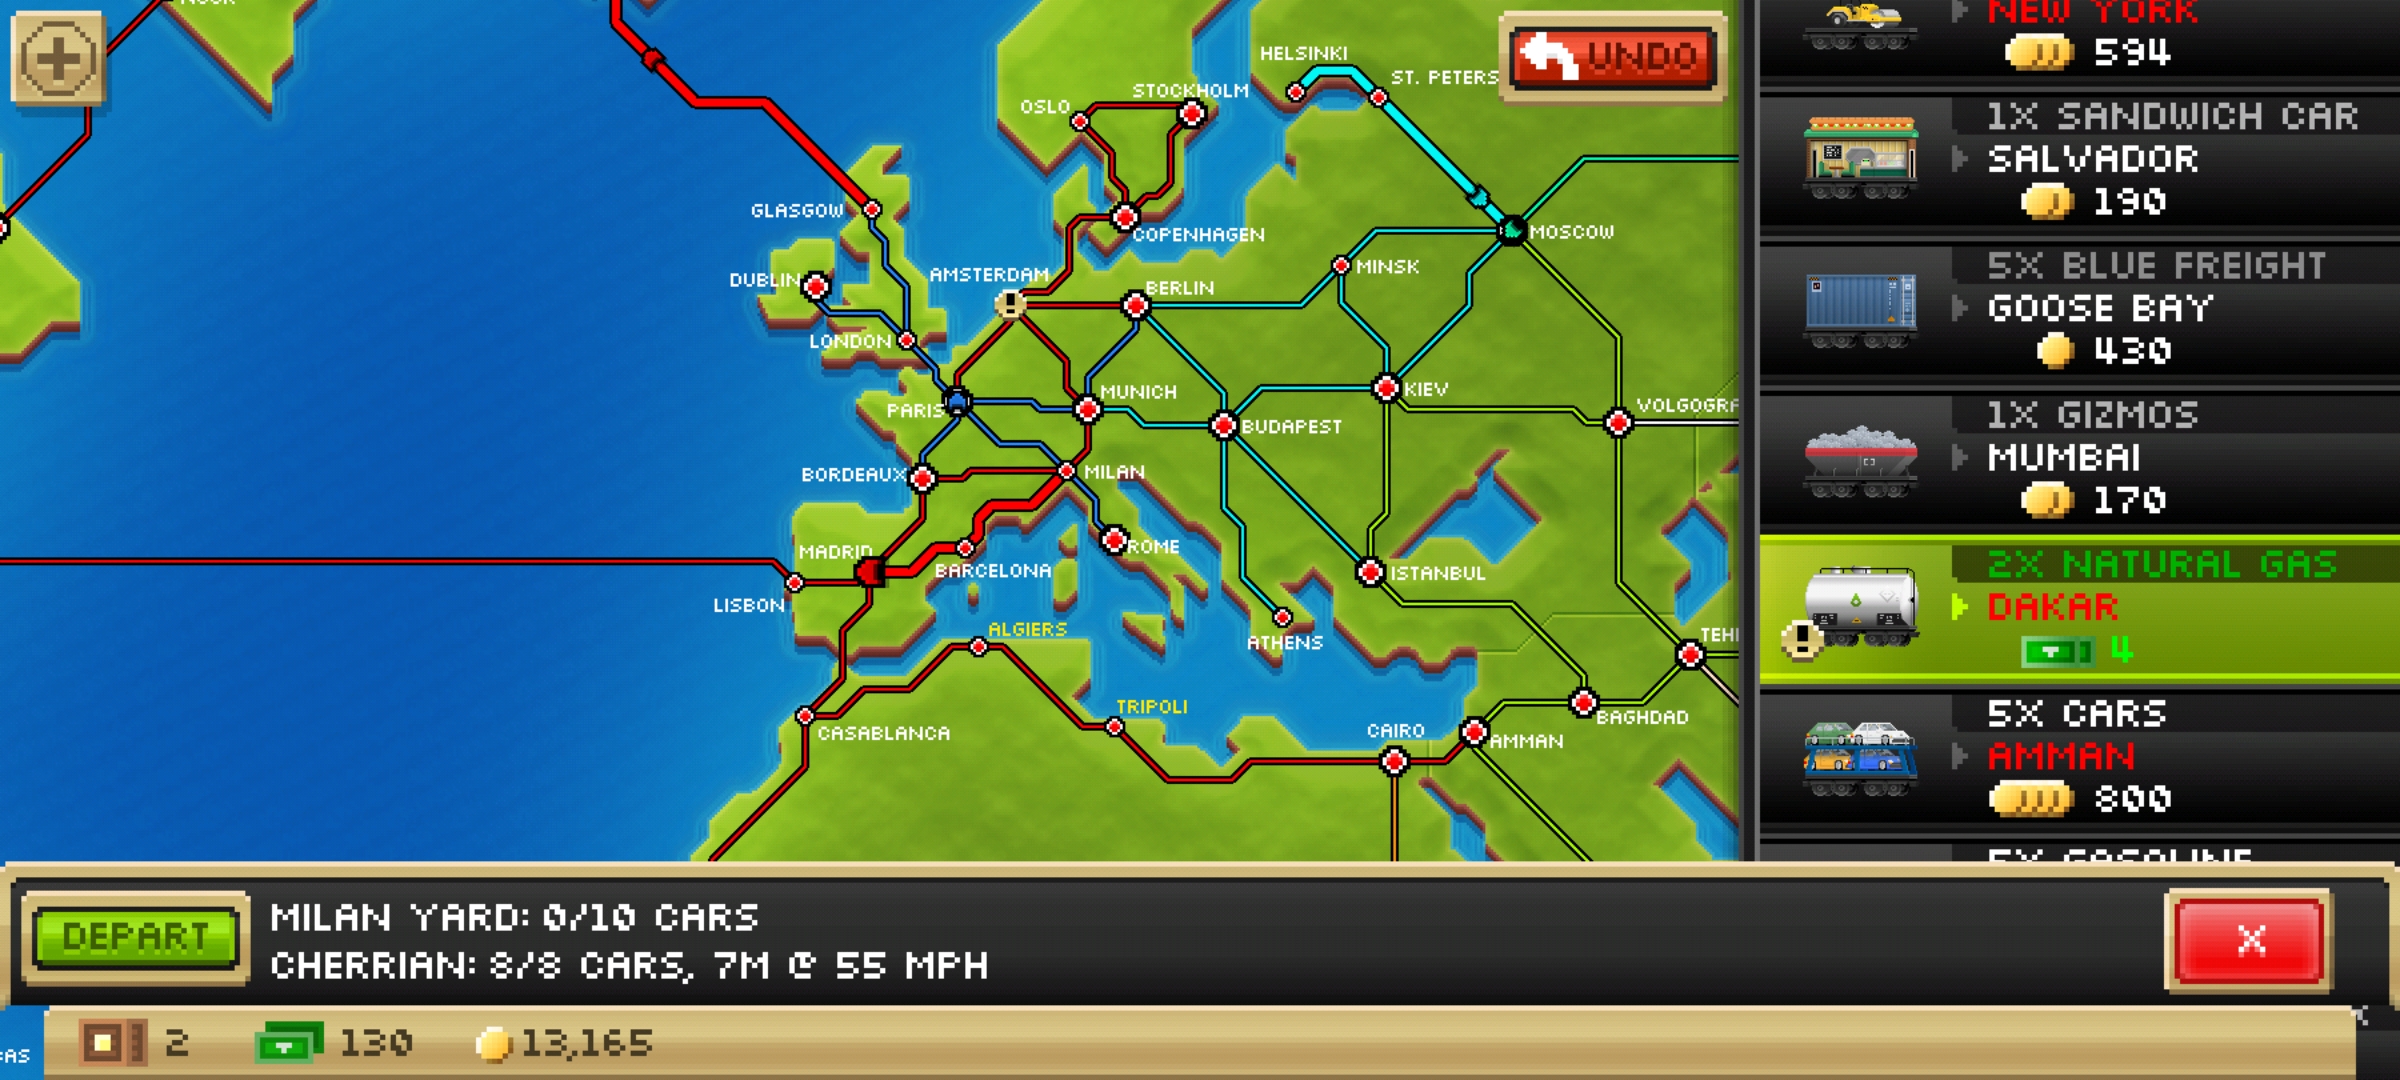 HELSINKI
ST. PETERS
UNDO
STOCKHOLM
OSLO
GLASGOW
COPENHAGEN
MOSCOW
MINSK
AMSTERDAM
DUBLIN
BERLIN
LONDON
PARIS
MUNICH
KIEV
VOLGOGRA
BUDAPEST
BORDEAUX
MILAN
MADRID
ROME
BARCELONA
ISTANBUL
LISBON
ALGIERS
ATHENS
TEH
TRIPOLI
CASABLANCA
CAIRO
AMMAN
BAGHDAD
NEW YORK
594
1X SANDWICH CAR
SALVADOR
190
5X BLUE FREIGHT
GOOSE BAY
430
1X GIZMOS
MUMBAI
170
2X NATURAL GAS
DAKAR
4
5X CARS
AMMAN
800
5X GASOLINE
DEPART
MILAN YARD: 0/10 CARS
CHERRIAN: 8/8 CARS, 7M @ 55 MPH
X
2
130
13,165